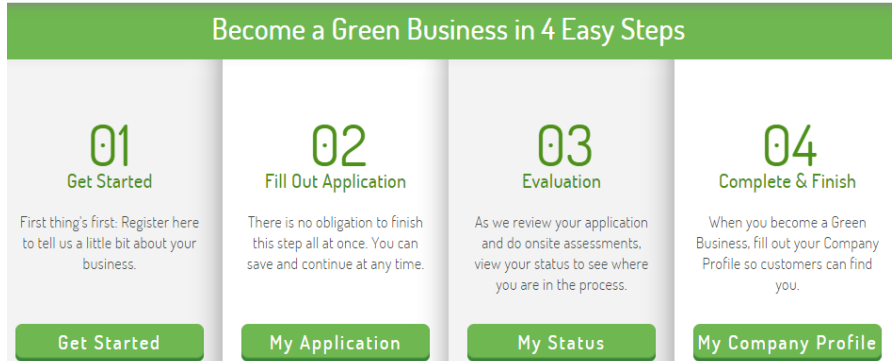 Become a Green Business in 4 Easy Steps
01
Get Started
First thing's first: Register here
to tell us a little bit about your
business.
Get Started
02
Fill Out Application
There is no obligation to finish
this step all at once. You can
save and continue at any time.
My Application
03
Evaluation
As we review your application
and do onsite assessments,
view your status to see where
you are in the process.
My Status
04
Complete & Finish
When you become a Green
Business, fill out your Company
Profile so customers can find
you.
My Company Profile